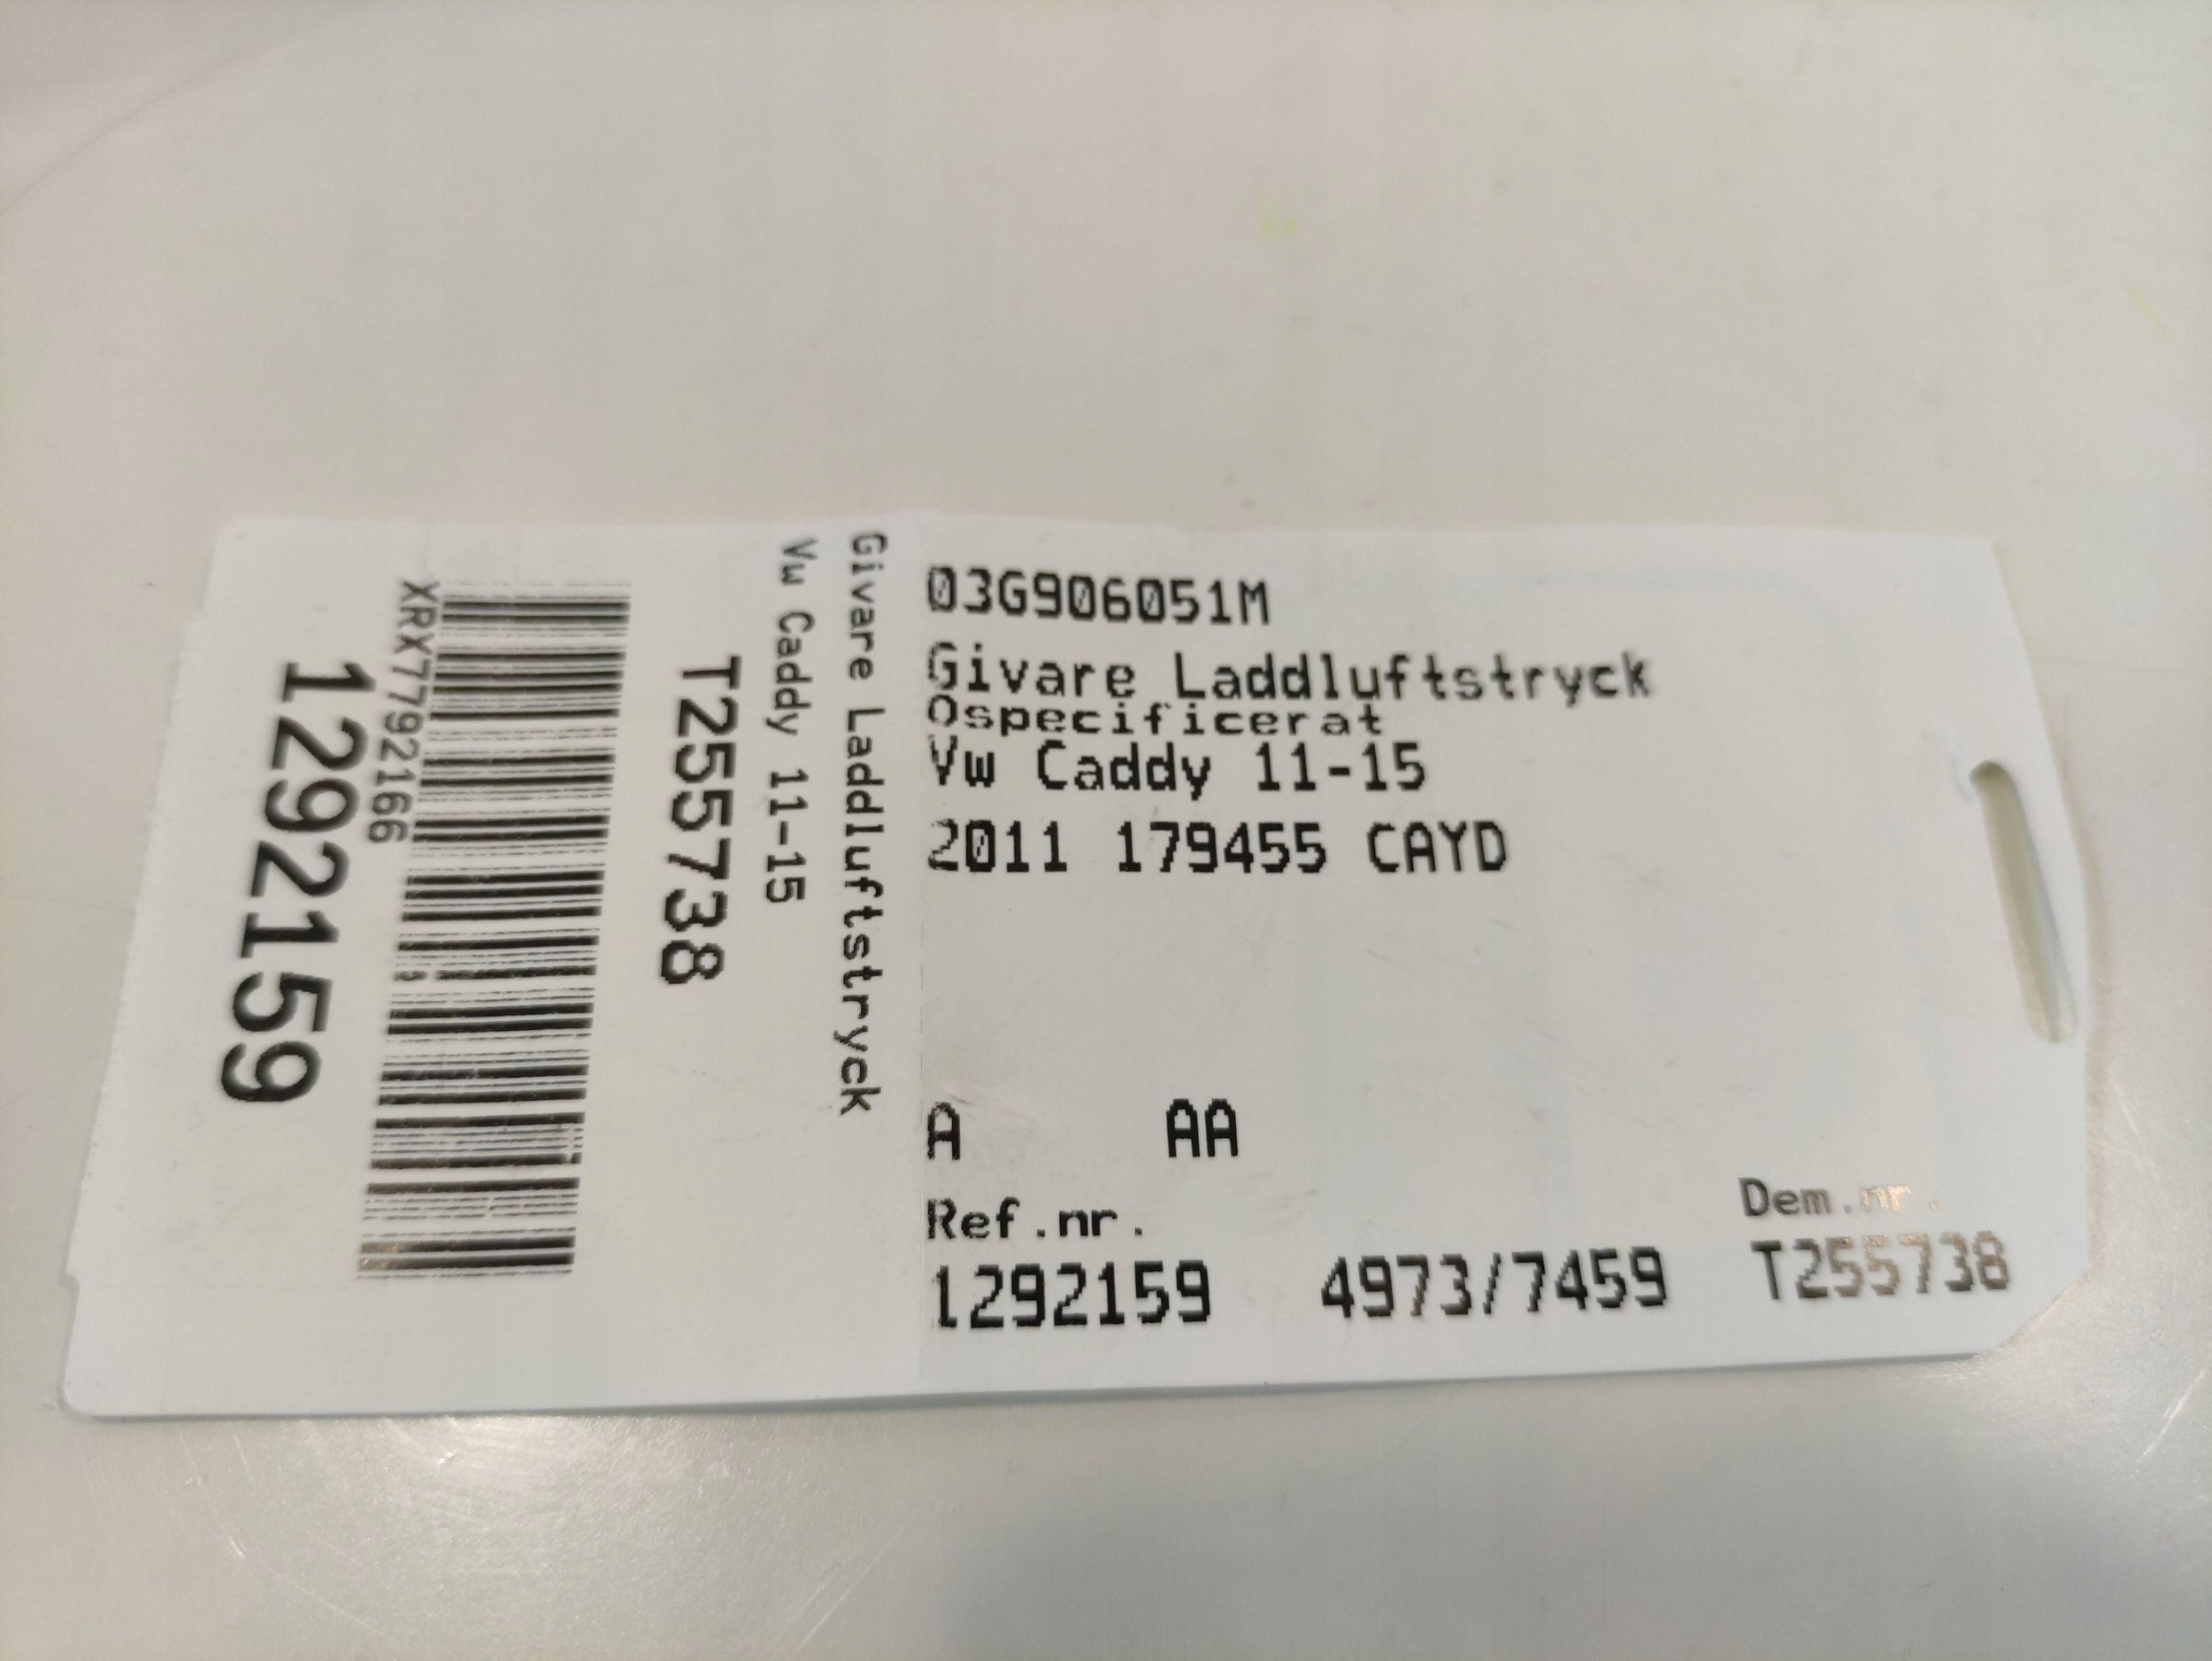 03G906051M
Givare Laddluftstryck
Ospecificerat
Vw Caddy 11-15
2011 179455 CAYD
A AA
Ref.nr.
Dem.nr.
1292159 4973/7459 T255738
Givare Laddluftstryck
Vw Caddy 11-15
T255738
XRX7792166
1292159